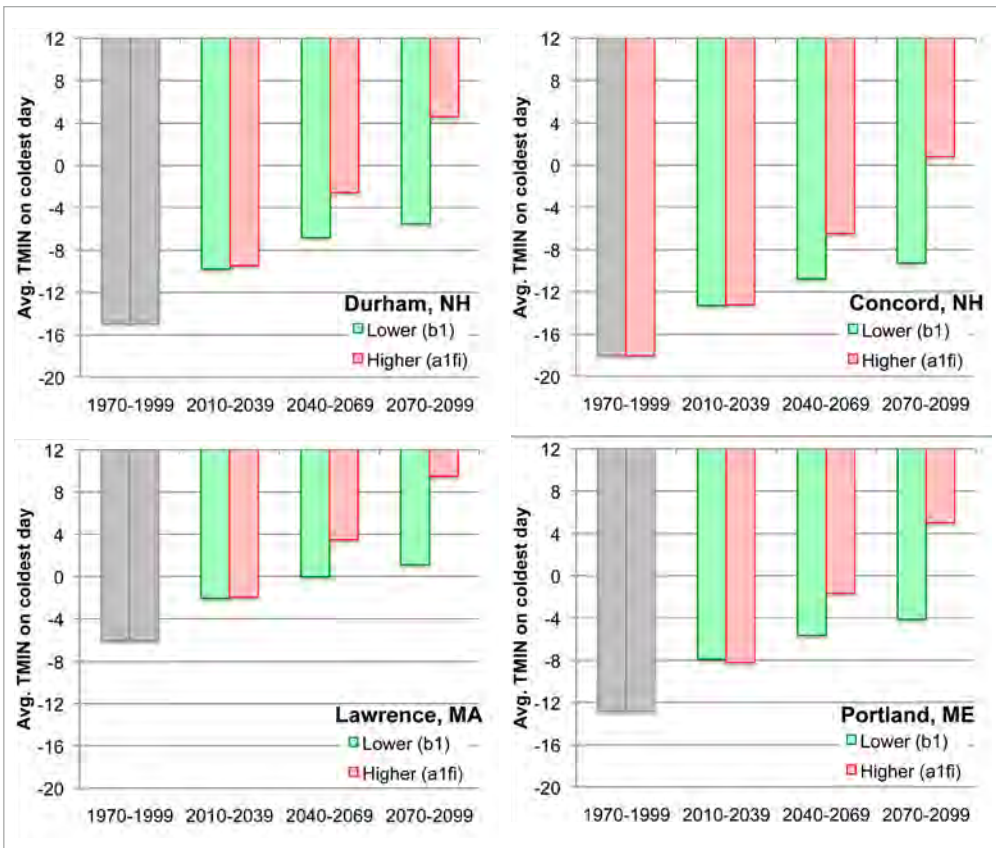 Avg. TMIN on coldest day
12
8
4
0
-4
-8
-12
-16
-20
Durham, NH
Lower (b1)
Higher (a1fi)
1970-1999 2010-2039 2040-2069 2070-2099
Avg. TMIN on coldest day
12
8
4
0
-4
-8
-12
-16
-20
Concord, NH
Lower (b1)
Higher (a1fi)
1970-1999 2010-2039 2040-2069 2070-2099
Avg. TMIN on coldest day
12
8
4
0
-4
-8
-12
-16
-20
Lawrence, MA
Lower (b1)
Higher (a1fi)
1970-1999 2010-2039 2040-2069 2070-2099
Avg. TMIN on coldest day
12
8
4
0
-4
-8
-12
-16
-20
Portland, ME
Lower (b1)
Higher (a1fi)
1970-1999 2010-2039 2040-2069 2070-2099